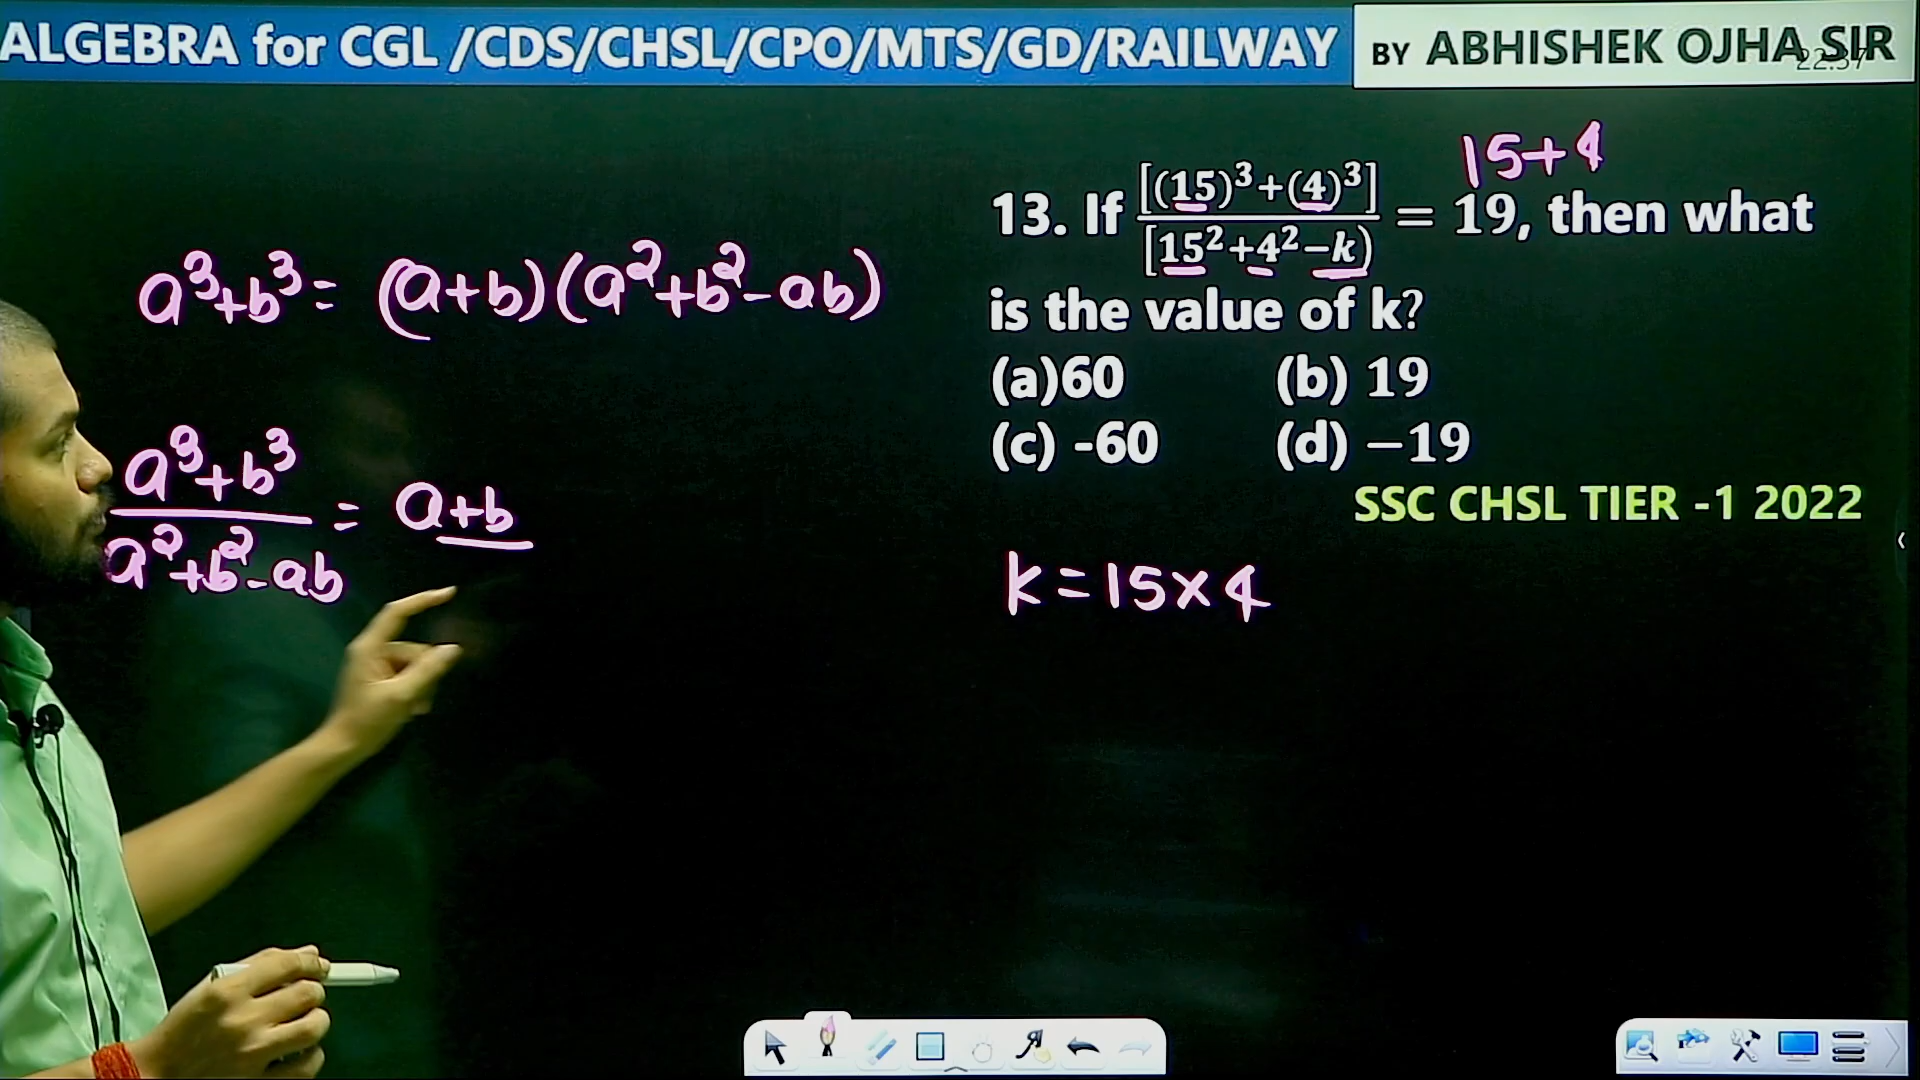 ALGEBRA for CGL /CDS/CHSL/CPO/MTS/GD/RAILWAY
BY ABHISHEK OJHA SIR
22:37
15+4
13. If [(15)³+(4)³] / [15²+4²−k) = 19, then what
is the value of k?
(a)60 (b) 19
(c) -60 (d) −19
SSC CHSL TIER -1 2022
a³+b³= (a+b)(a²+b²-ab)
a³+b³ / a²+b²-ab = a+b
k=15×4